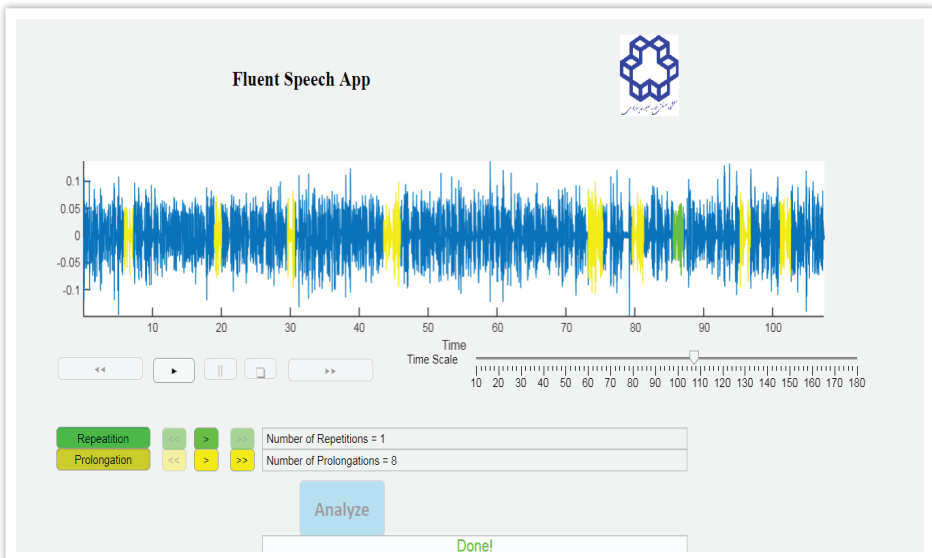 Fluent Speech App
0.1
0.05
0
-0.05
-0.1
10 20 30 40 50 60 70 80 90 100
Time
Time Scale
10 20 30 40 50 60 70 80 90 100 110 120 130 140 150 160 170 180
Repeatition << > >> Number of Repetitions = 1
Prolongation << > >> Number of Prolongations = 8
Analyze
Done!